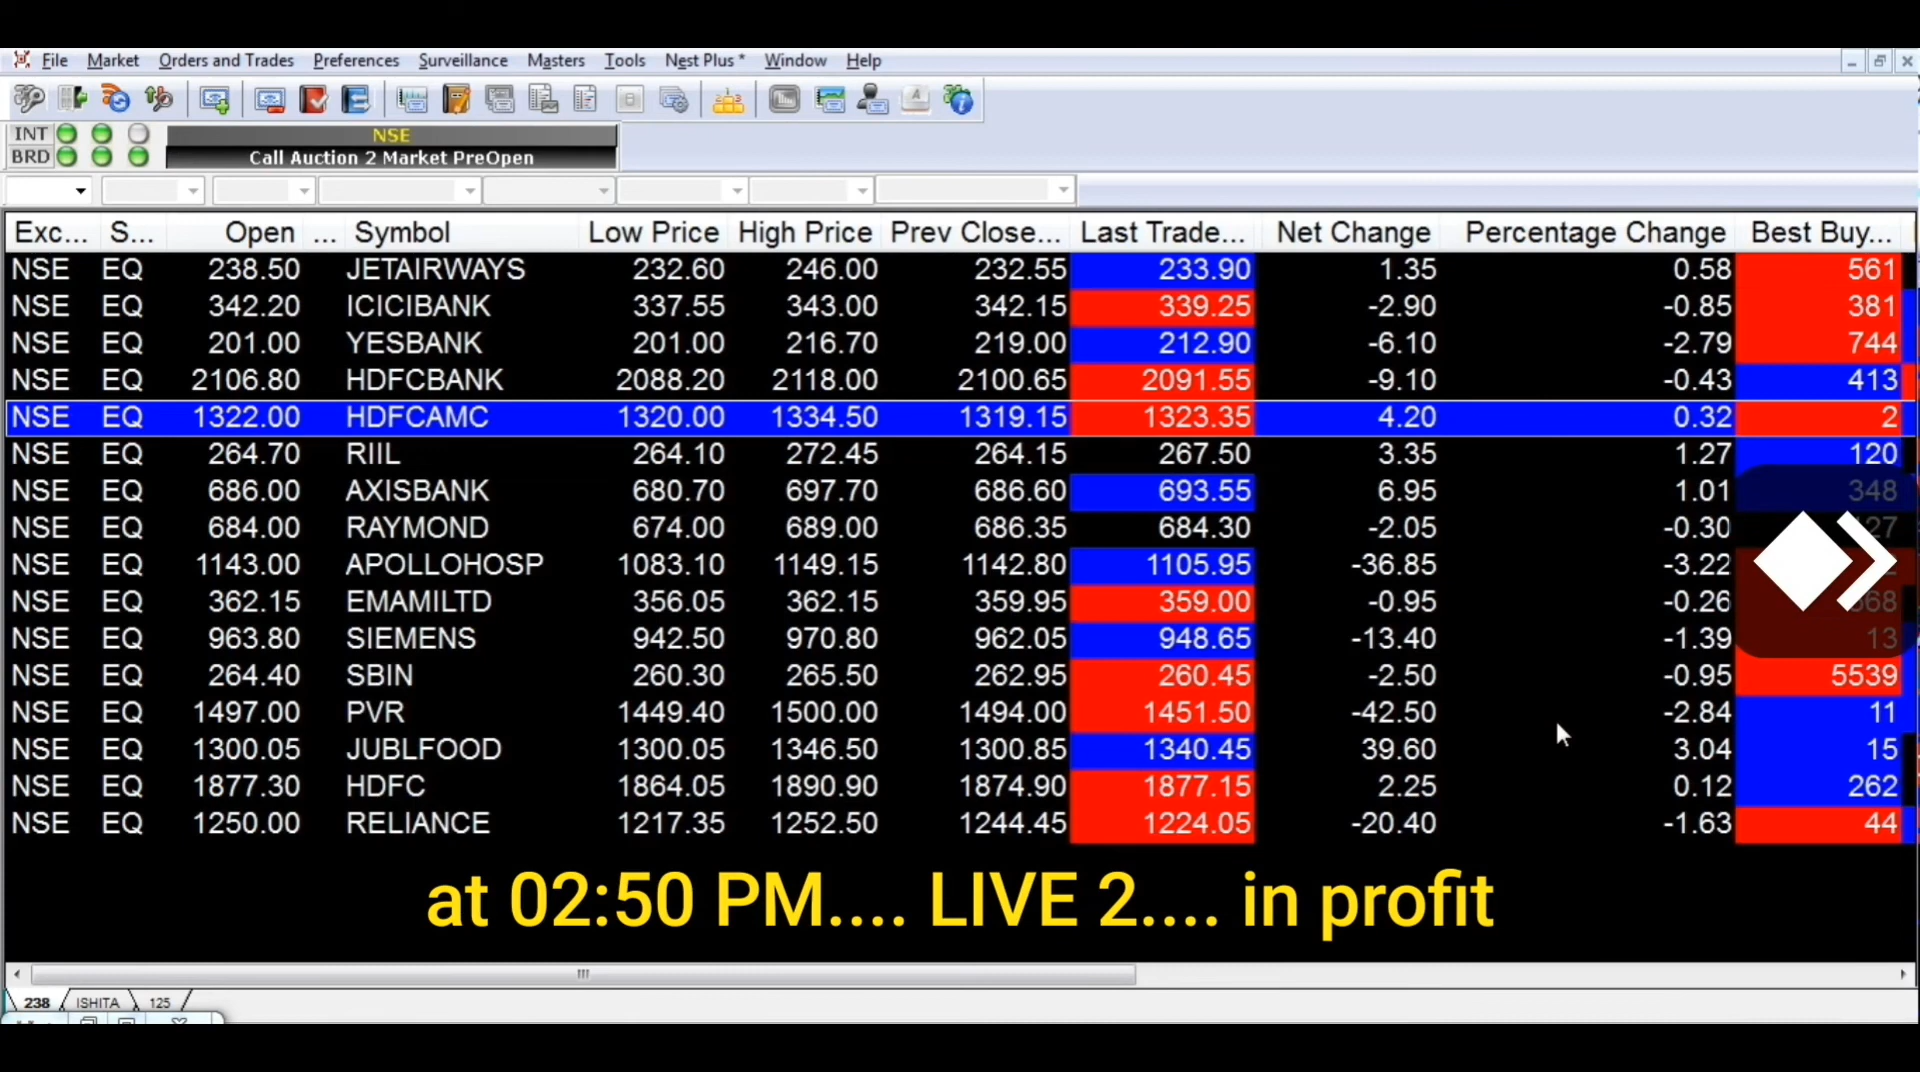 File Market Orders and Trades Preferences Surveillance Masters Tools Nest Plus * Window Help
INT NSE
BRD Call Auction 2 Market PreOpen
Exc... S... Open ... Symbol Low Price High Price Prev Close... Last Trade... Net Change Percentage Change Best Buy...
NSE EQ 238.50 JETAIRWAYS 232.60 246.00 232.55 233.90 1.35 0.58 561
NSE EQ 342.20 ICICIBANK 337.55 343.00 342.15 339.25 -2.90 -0.85 381
NSE EQ 201.00 YESBANK 201.00 216.70 219.00 212.90 -6.10 -2.79 744
NSE EQ 2106.80 HDFCBANK 2088.20 2118.00 2100.65 2091.55 -9.10 -0.43 413
NSE EQ 1322.00 HDFCAMC 1320.00 1334.50 1319.15 1323.35 4.20 0.32 2
NSE EQ 264.70 RIIL 264.10 272.45 264.15 267.50 3.35 1.27 120
NSE EQ 686.00 AXISBANK 680.70 697.70 686.60 693.55 6.95 1.01 348
NSE EQ 684.00 RAYMOND 674.00 689.00 686.35 684.30 -2.05 -0.30
NSE EQ 1143.00 APOLLOHOSP 1083.10 1149.15 1142.80 1105.95 -36.85 -3.22
NSE EQ 362.15 EMAMILTD 356.05 362.15 359.95 359.00 -0.95 -0.26
NSE EQ 963.80 SIEMENS 942.50 970.80 962.05 948.65 -13.40 -1.39 13
NSE EQ 264.40 SBIN 260.30 265.50 262.95 260.45 -2.50 -0.95 5539
NSE EQ 1497.00 PVR 1449.40 1500.00 1494.00 1451.50 -42.50 -2.84 11
NSE EQ 1300.05 JUBLFOOD 1300.05 1346.50 1300.85 1340.45 39.60 3.04 15
NSE EQ 1877.30 HDFC 1864.05 1890.90 1874.90 1877.15 2.25 0.12 262
NSE EQ 1250.00 RELIANCE 1217.35 1252.50 1244.45 1224.05 -20.40 -1.63 44
at 02:50 PM.... LIVE 2.... in profit
238 ISHITA 125